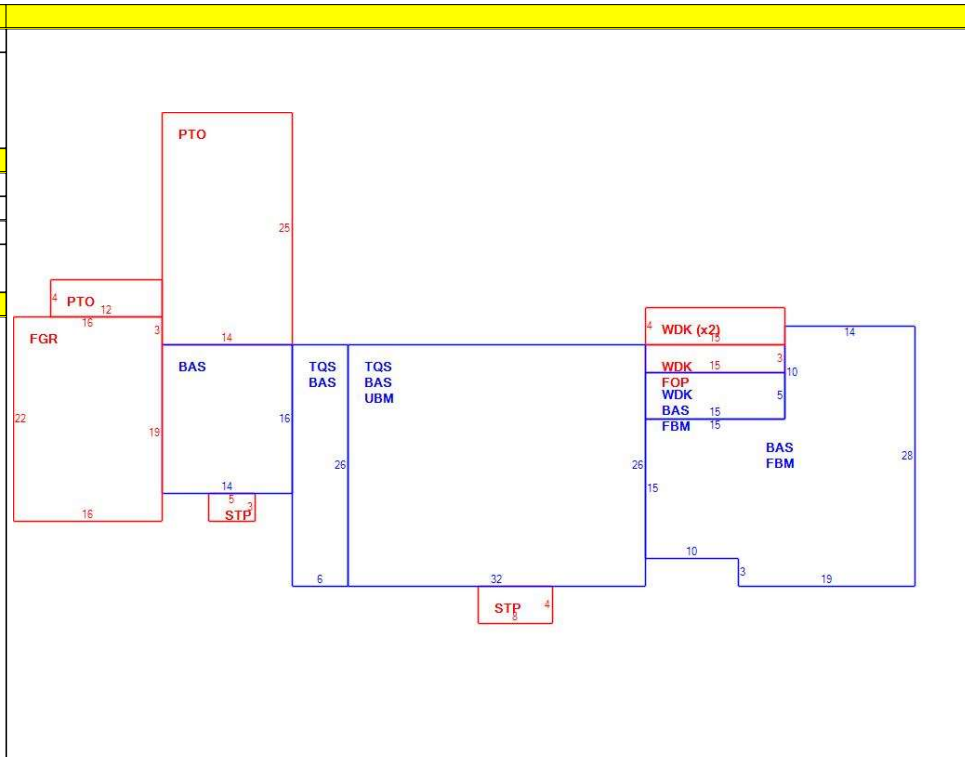 PTO
25
4
PTO
12
16
3
14
FGR
22
19
16
BAS
16
14
5
3
STP
TQS
BAS
26
6
TQS
BAS
UBM
26
32
STP
4
8
4
WDK (x2)
15
WDK
15
3
FOP
WDK
BAS
15
5
FBM
15
10
14
BAS
FBM
28
15
10
3
19